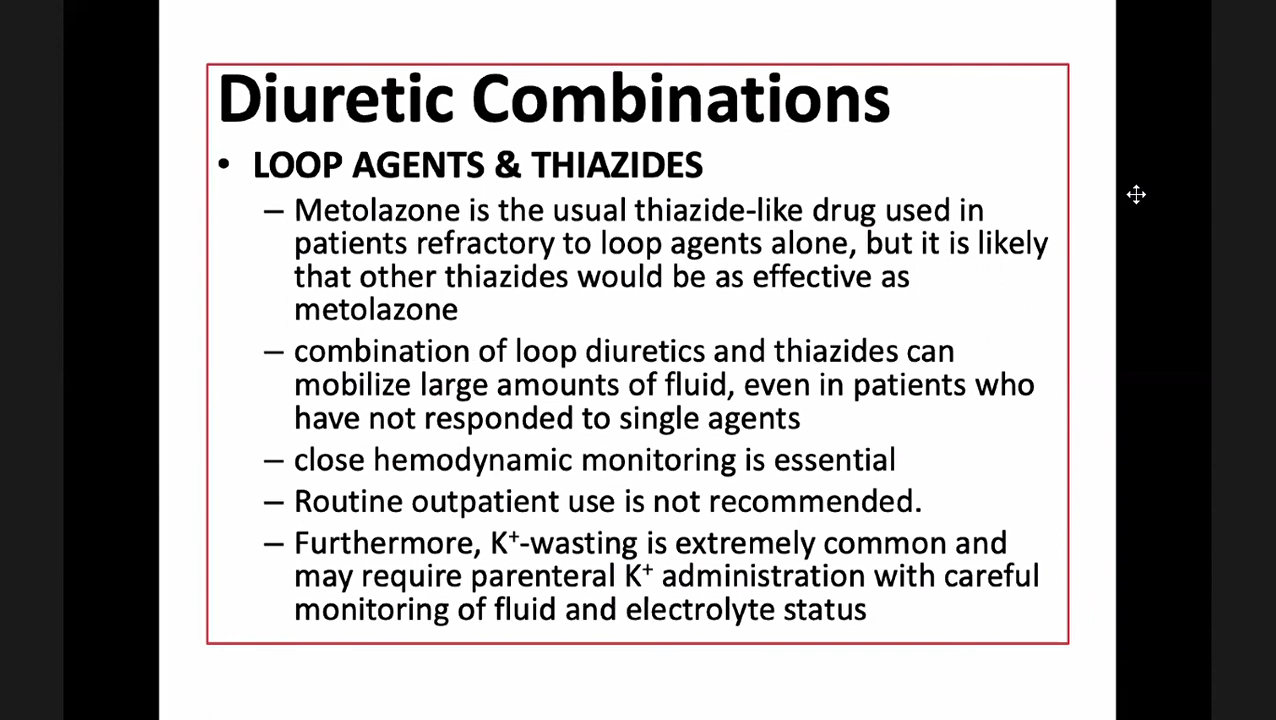 Diuretic Combinations
• LOOP AGENTS & THIAZIDES
– Metolazone is the usual thiazide-like drug used in
patients refractory to loop agents alone, but it is likely
that other thiazides would be as effective as
metolazone
– combination of loop diuretics and thiazides can
mobilize large amounts of fluid, even in patients who
have not responded to single agents
– close hemodynamic monitoring is essential
– Routine outpatient use is not recommended.
– Furthermore, K⁺-wasting is extremely common and
may require parenteral K⁺ administration with careful
monitoring of fluid and electrolyte status